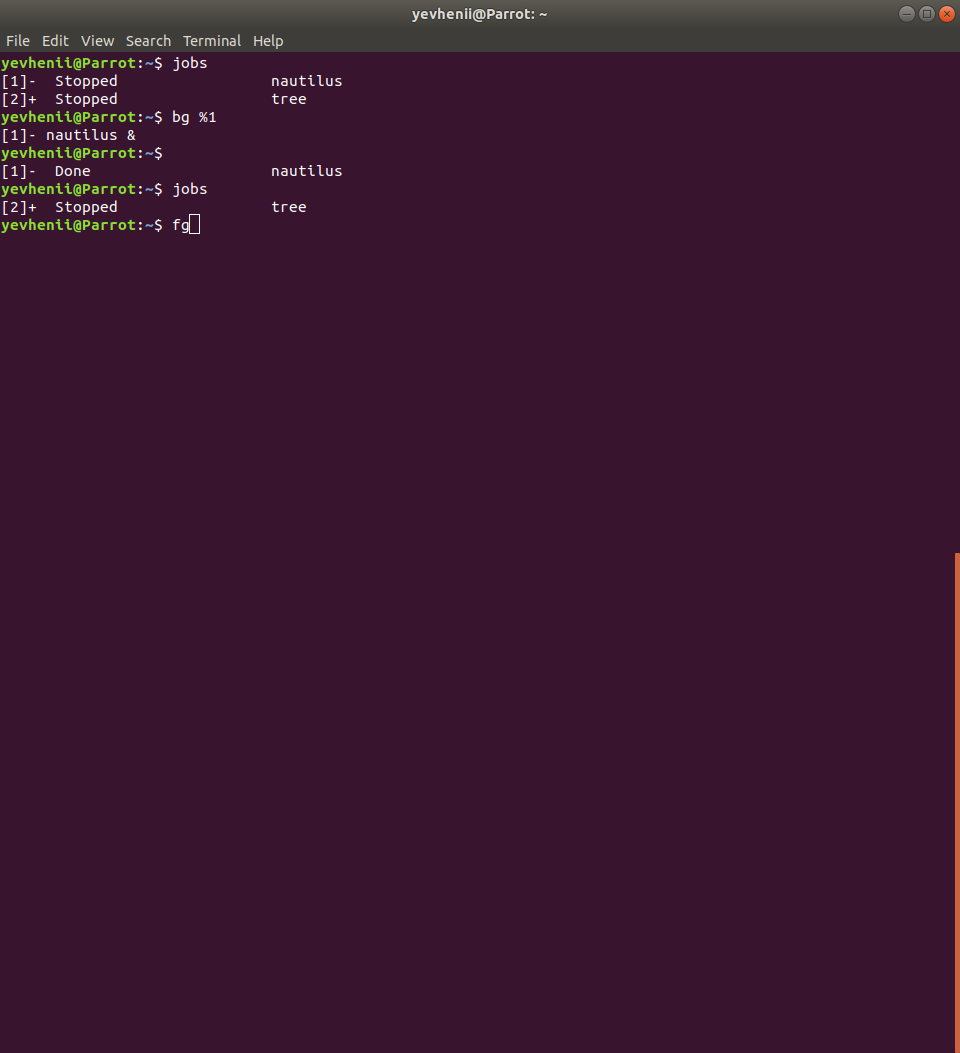 yevhenii@Parrot: ~
File Edit View Search Terminal Help
yevhenii@Parrot:~$ jobs
[1]-  Stopped                 nautilus
[2]+  Stopped                 tree
yevhenii@Parrot:~$ bg %1
[1]- nautilus &
yevhenii@Parrot:~$
[1]-  Done                    nautilus
yevhenii@Parrot:~$ jobs
[2]+  Stopped                 tree
yevhenii@Parrot:~$ fg